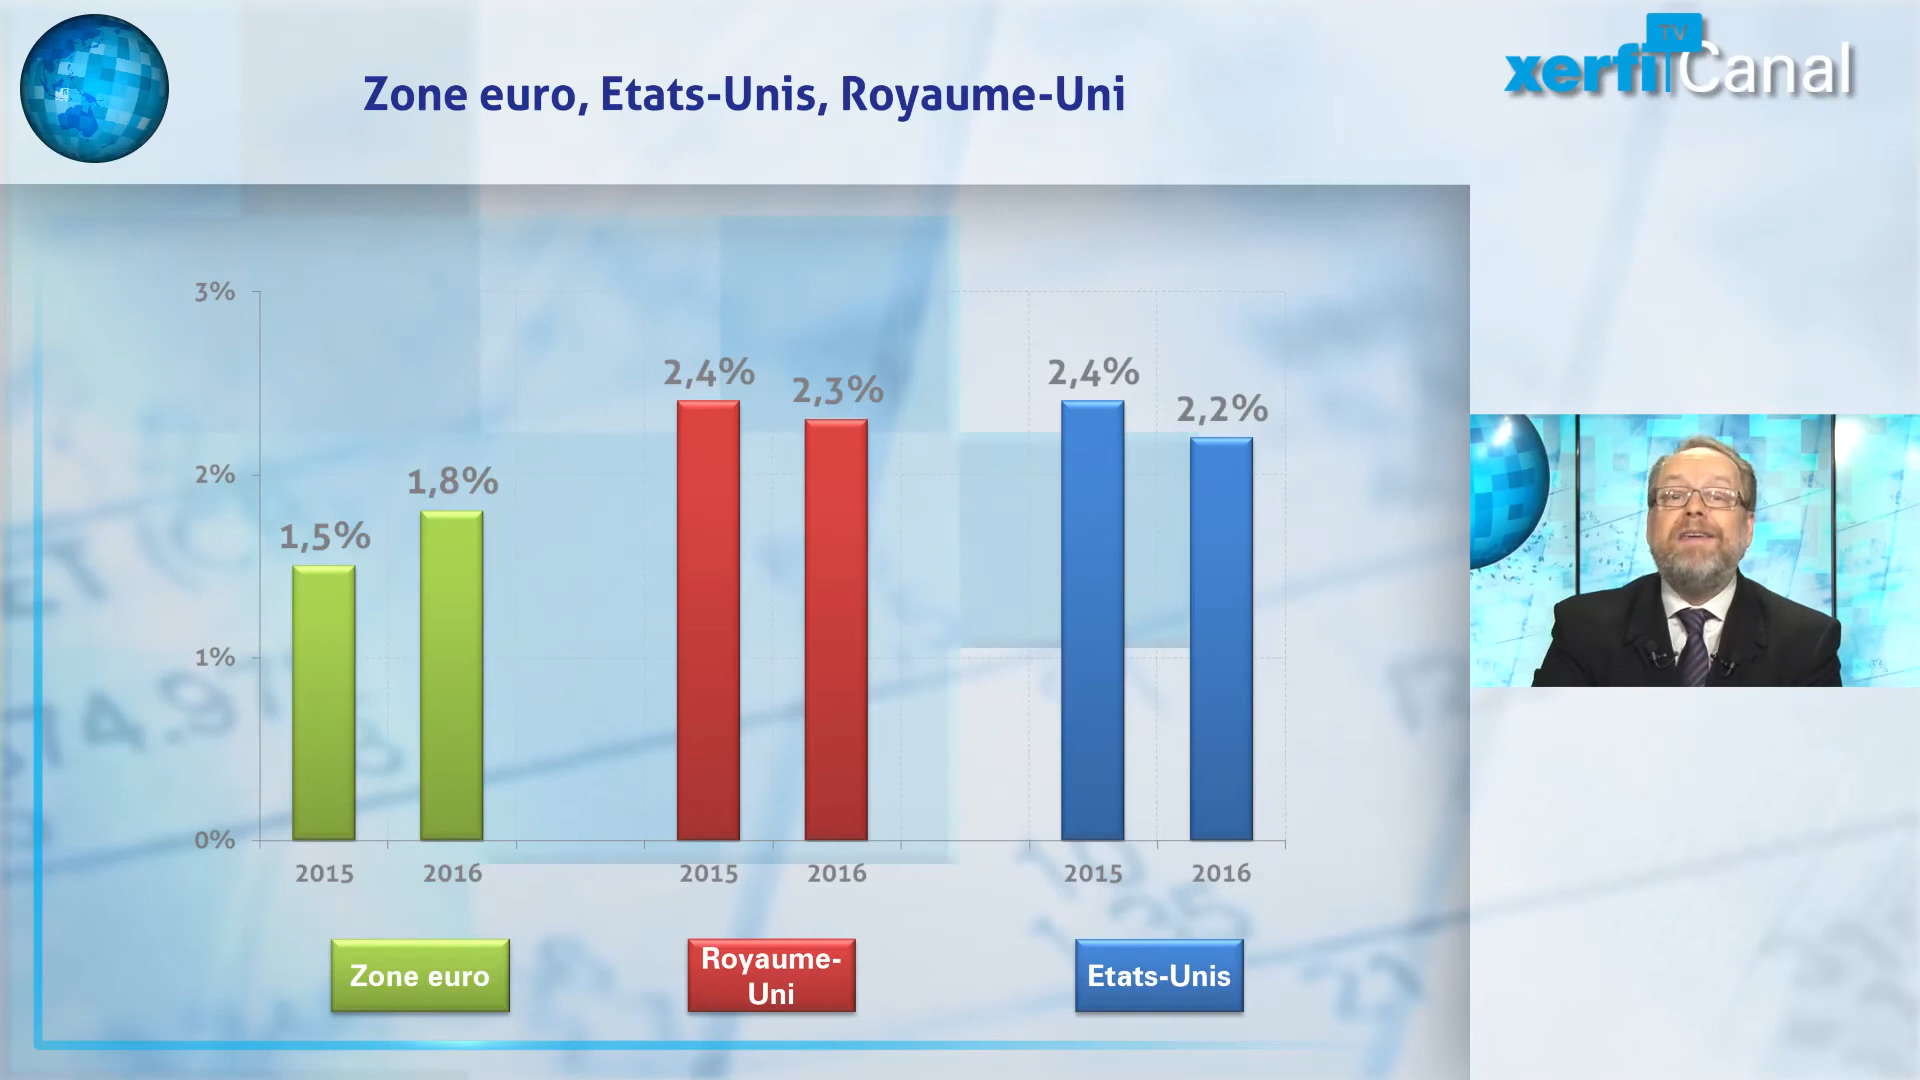 Zone euro, Etats-Unis, Royaume-Uni
TV
xerfi Canal
3%
2%
1%
0%
1,5%
1,8%
2,4%
2,3%
2,4%
2,2%
2015
2016
2015
2016
2015
2016
Zone euro
Royaume-
Uni
Etats-Unis